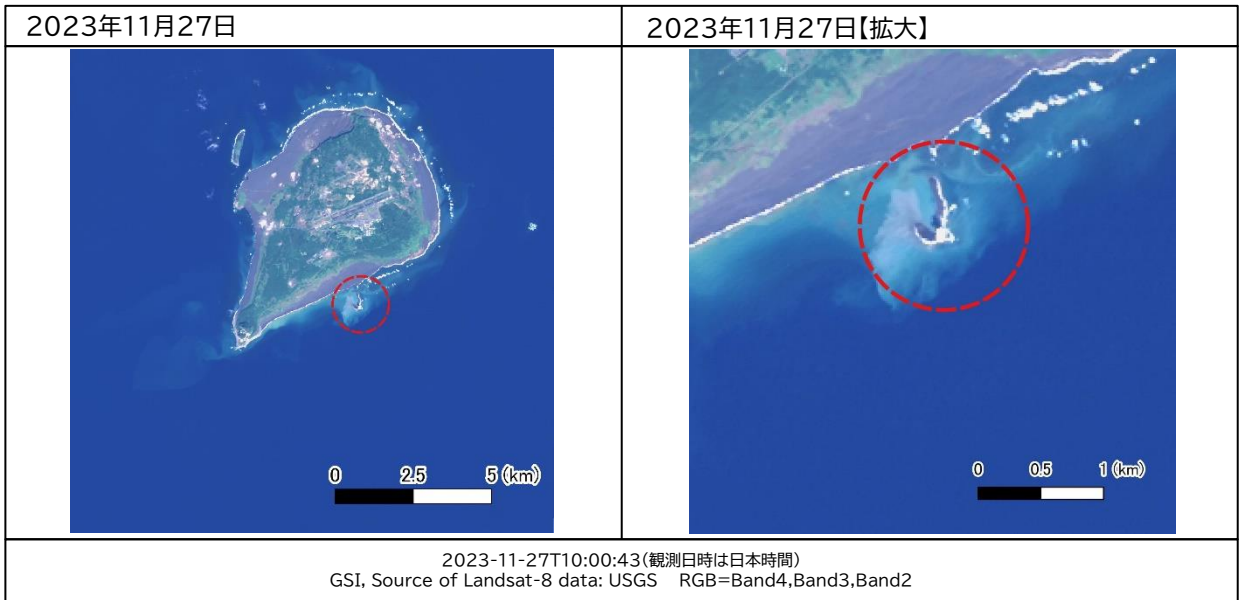 2023年11月27日
2023年11月27日【拡大】
0 2.5 5 (km)
0 0.5 1 (km)
2023-11-27T10:00:43(観測日時は日本時間)
GSI, Source of Landsat-8 data: USGS RGB=Band4,Band3,Band2